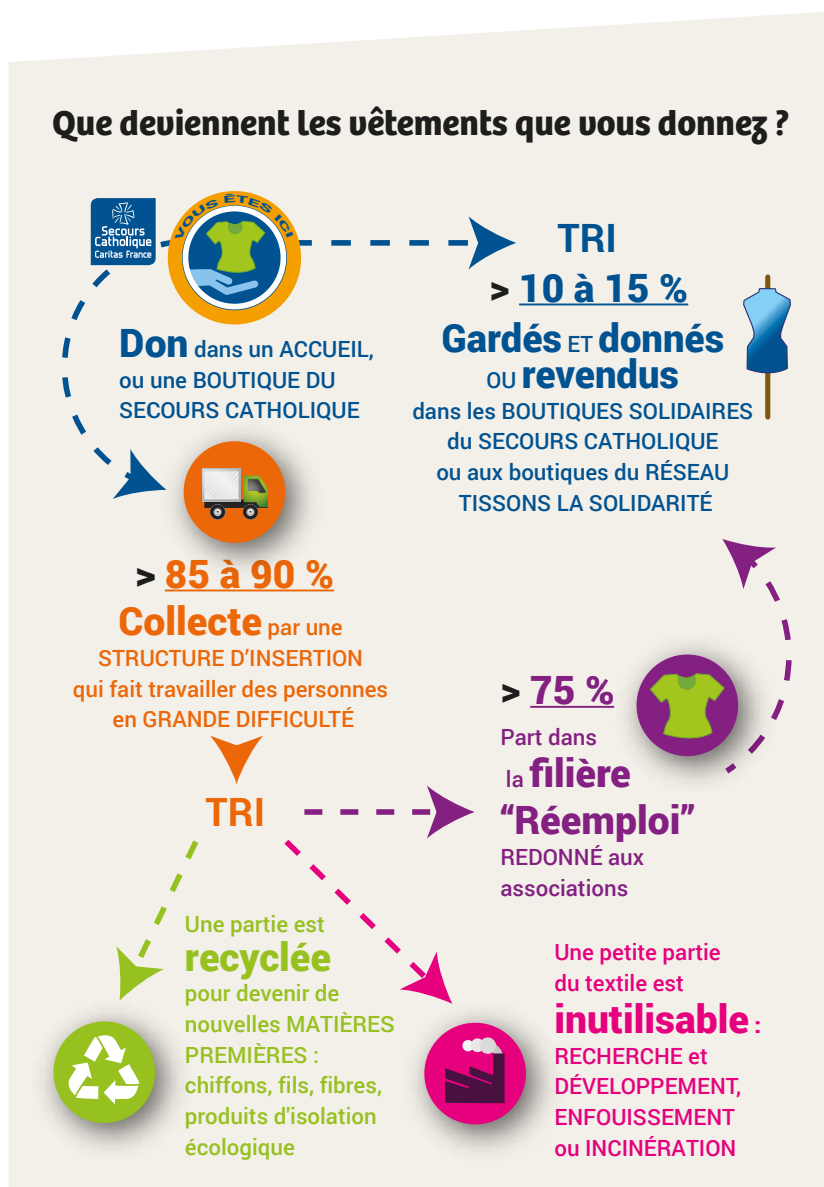 Que deviennent les vêtements que vous donnez ?
Secours
Catholique
Caritas France
VOUS ÊTES ICI
Don dans un ACCUEIL,
ou une BOUTIQUE DU
SECOURS CATHOLIQUE
TRI
> 10 à 15 %
Gardés ET donnés
OU revendus
dans les BOUTIQUES SOLIDAIRES
du SECOURS CATHOLIQUE
ou aux boutiques du RÉSEAU
TISSONS LA SOLIDARITÉ
> 85 à 90 %
Collecte par une
STRUCTURE D'INSERTION
qui fait travailler des personnes
en GRANDE DIFFICULTÉ
TRI
> 75 %
Part dans
la filière
“Réemploi”
REDONNÉ aux
associations
Une partie est
recyclée
pour devenir de
nouvelles MATIÈRES
PREMIÈRES :
chiffons, fils, fibres,
produits d'isolation
écologique
Une petite partie
du textile est
inutilisable :
RECHERCHE et
DÉVELOPPEMENT,
ENFOUISSEMENT
ou INCINÉRATION